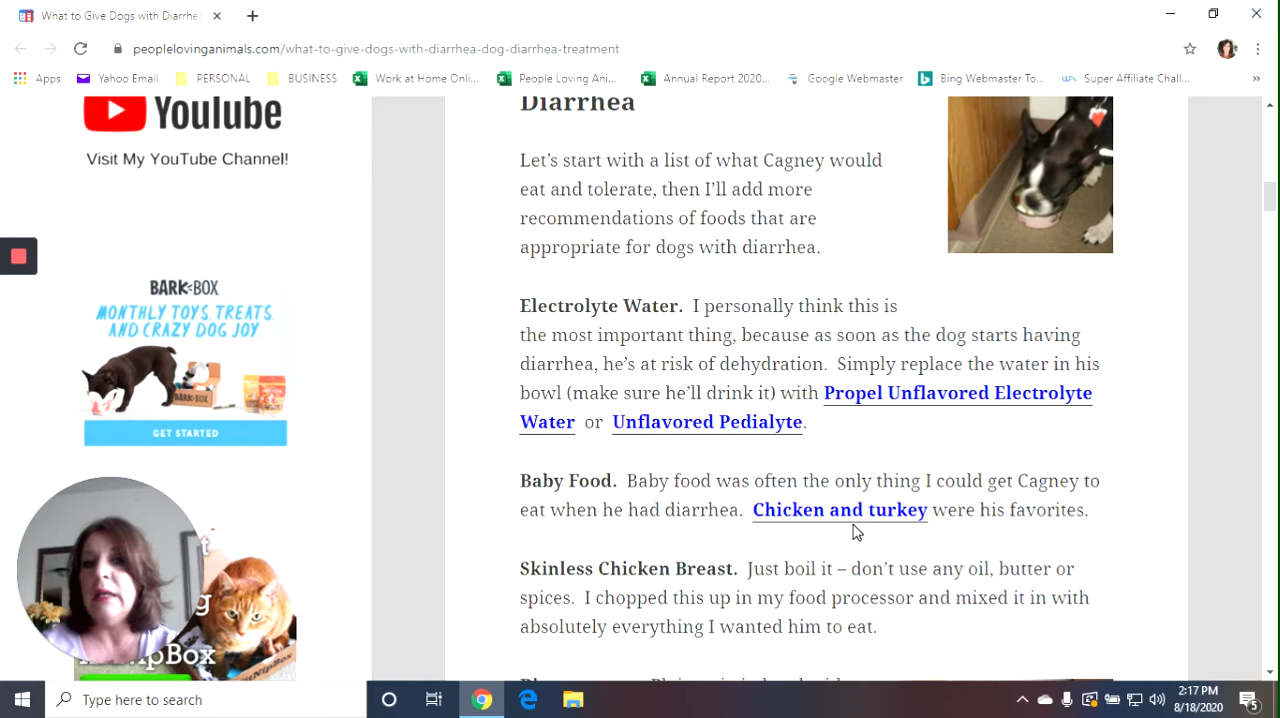 What to Give Dogs with Diarrhe
peoplelovinganimals.com/what-to-give-dogs-with-diarrhea-dog-diarrhea-treatment
Apps
Yahoo Email
PERSONAL
BUSINESS
Work at Home Onli...
People Loving Ani...
Annual Report 2020...
Google Webmaster
Bing Webmaster To...
Super Affiliate Chall...
»
YouTube
Visit My YouTube Channel!
BARK BOX
MONTHLY TOYS, TREATS,
AND CRAZY DOG JOY.
BARK BOX
GET STARTED
Diarrhea
Let's start with a list of what Cagney would
eat and tolerate, then I'll add more
recommendations of foods that are
appropriate for dogs with diarrhea.
Electrolyte Water. I personally think this is
the most important thing, because as soon as the dog starts having
diarrhea, he's at risk of dehydration. Simply replace the water in his
bowl (make sure he'll drink it) with Propel Unflavored Electrolyte
Water or Unflavored Pedialyte.
Baby Food. Baby food was often the only thing I could get Cagney to
eat when he had diarrhea. Chicken and turkey were his favorites.
Skinless Chicken Breast. Just boil it – don't use any oil, butter or
spices. I chopped this up in my food processor and mixed it in with
absolutely everything I wanted him to eat.
Type here to search
2:17 PM
8/18/2020
5